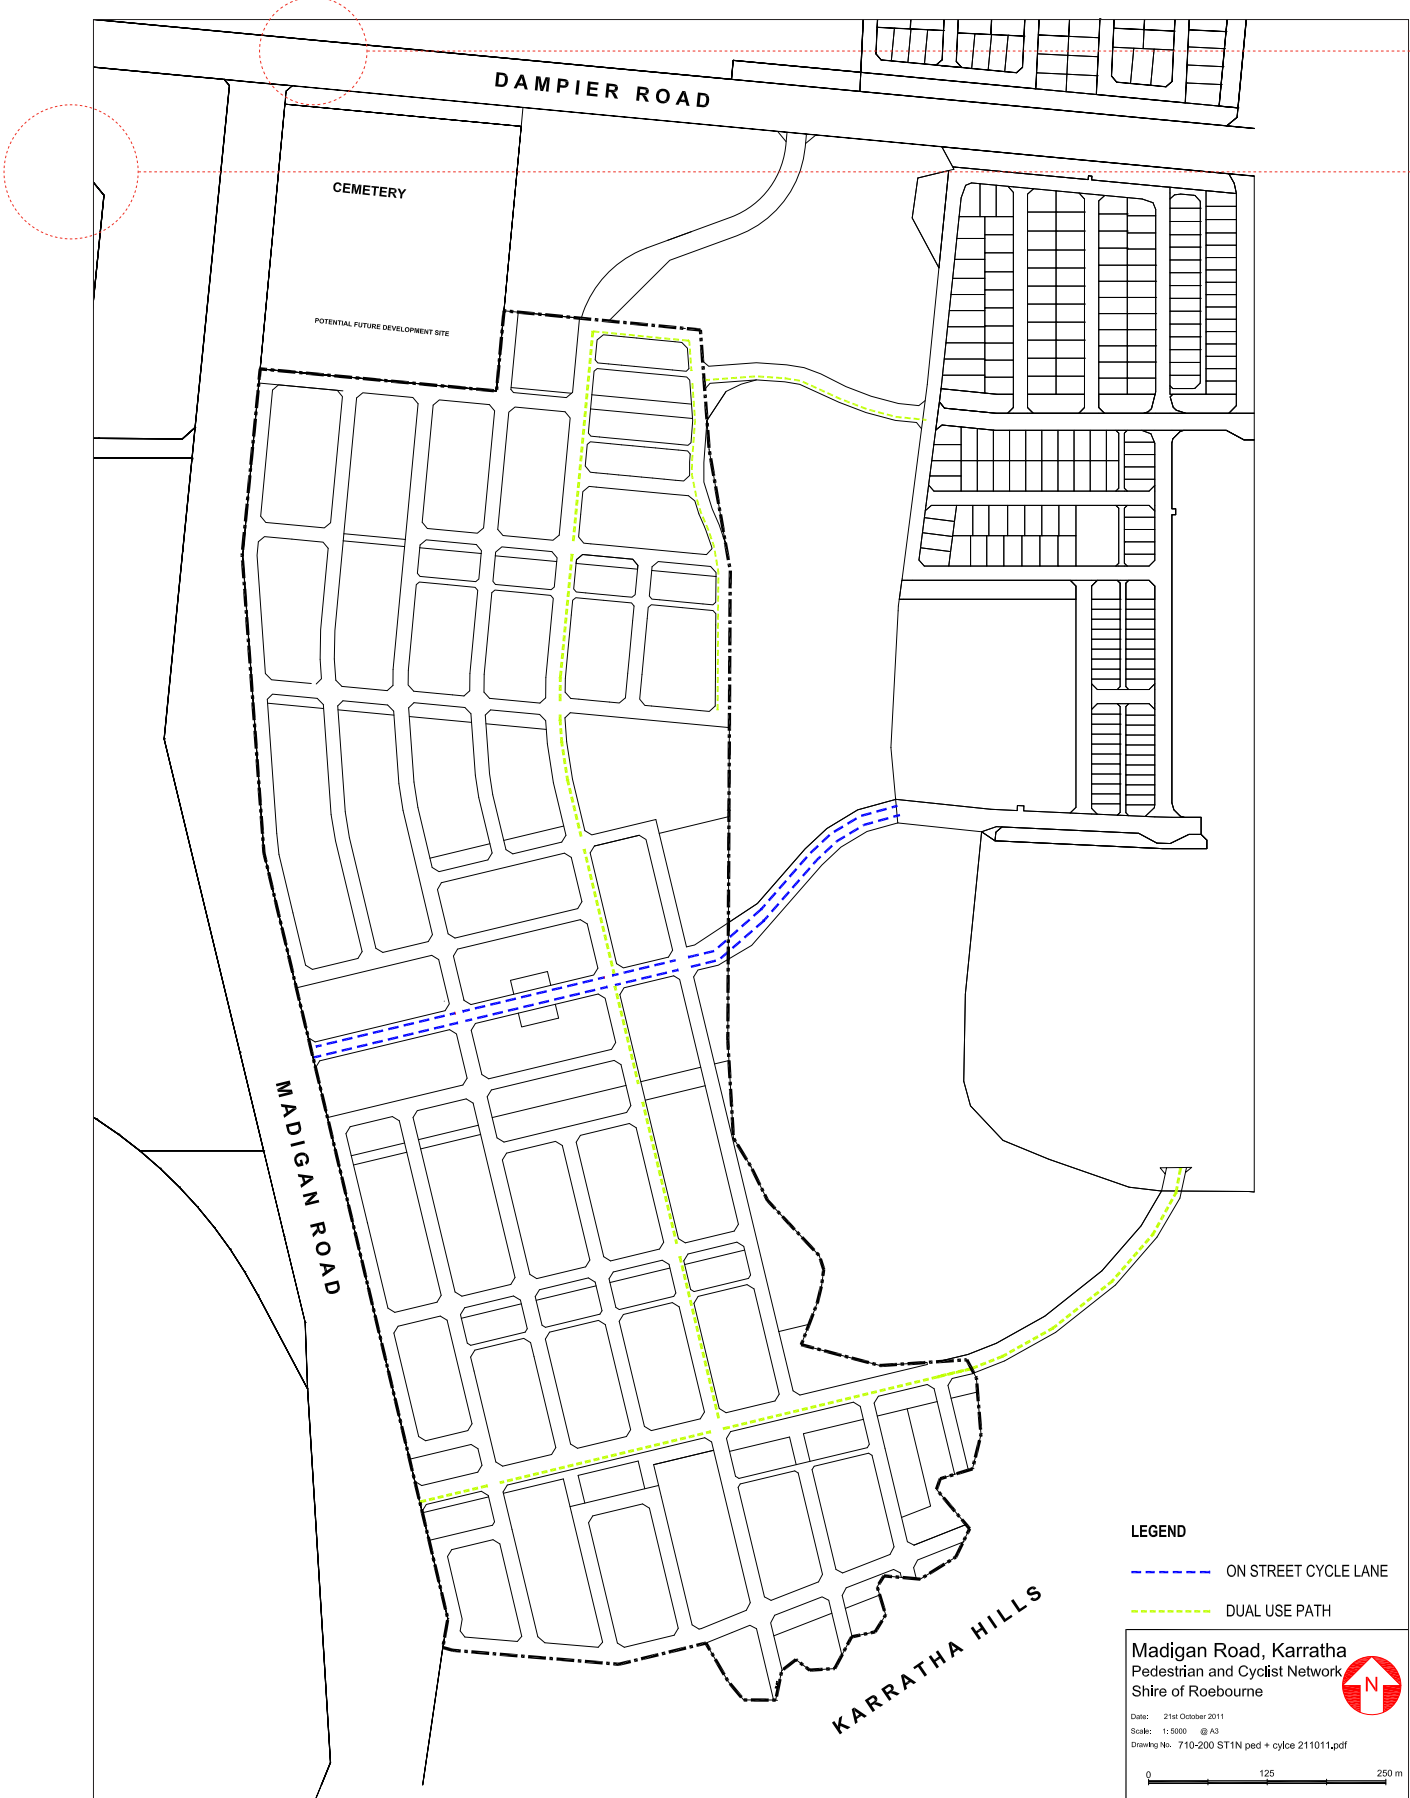 DAMPIER ROAD
CEMETERY
POTENTIAL FUTURE DEVELOPMENT SITE
MADIGAN ROAD
KARRATHA HILLS
LEGEND
ON STREET CYCLE LANE
DUAL USE PATH
Madigan Road, Karratha
Pedestrian and Cyclist Network
Shire of Roebourne
N
Date: 21st October 2011
Scale: 1: 5000 @ A3
Drawing No. 710-200 ST1N ped + cylce 211011.pdf
0 125 250 m